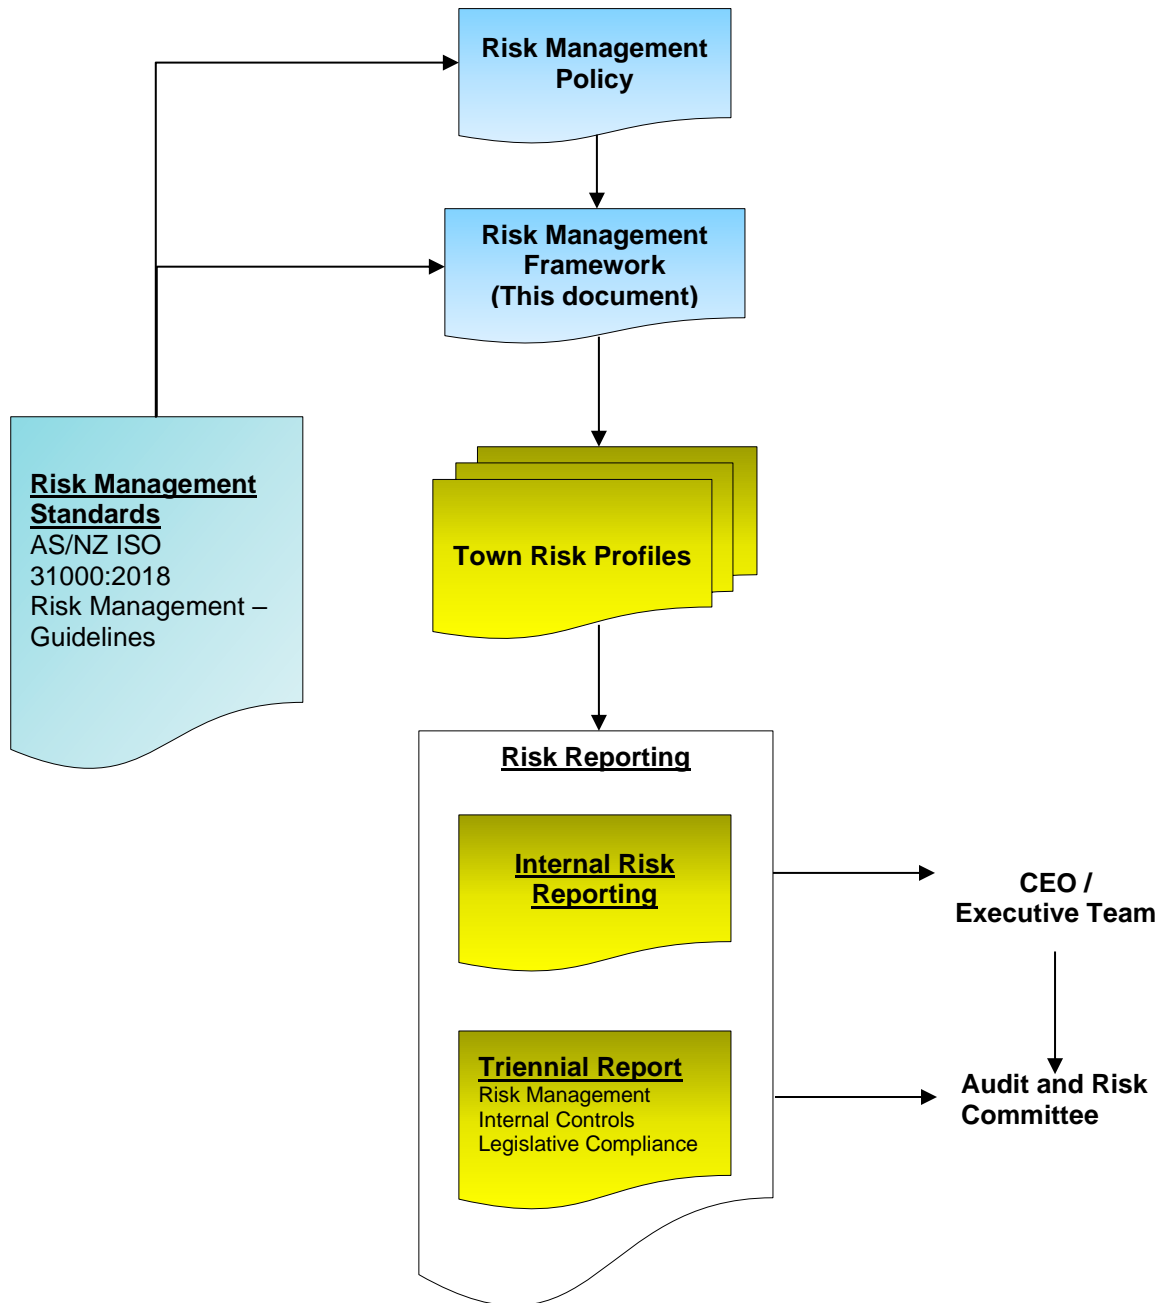 Risk Management
Policy
Risk Management
Framework
(This document)
Risk Management
Standards
AS/NZ ISO
31000:2018
Risk Management –
Guidelines
Town Risk Profiles
Risk Reporting
Internal Risk
Reporting
CEO /
Executive Team
Triennial Report
Risk Management
Internal Controls
Legislative Compliance
Audit and Risk
Committee